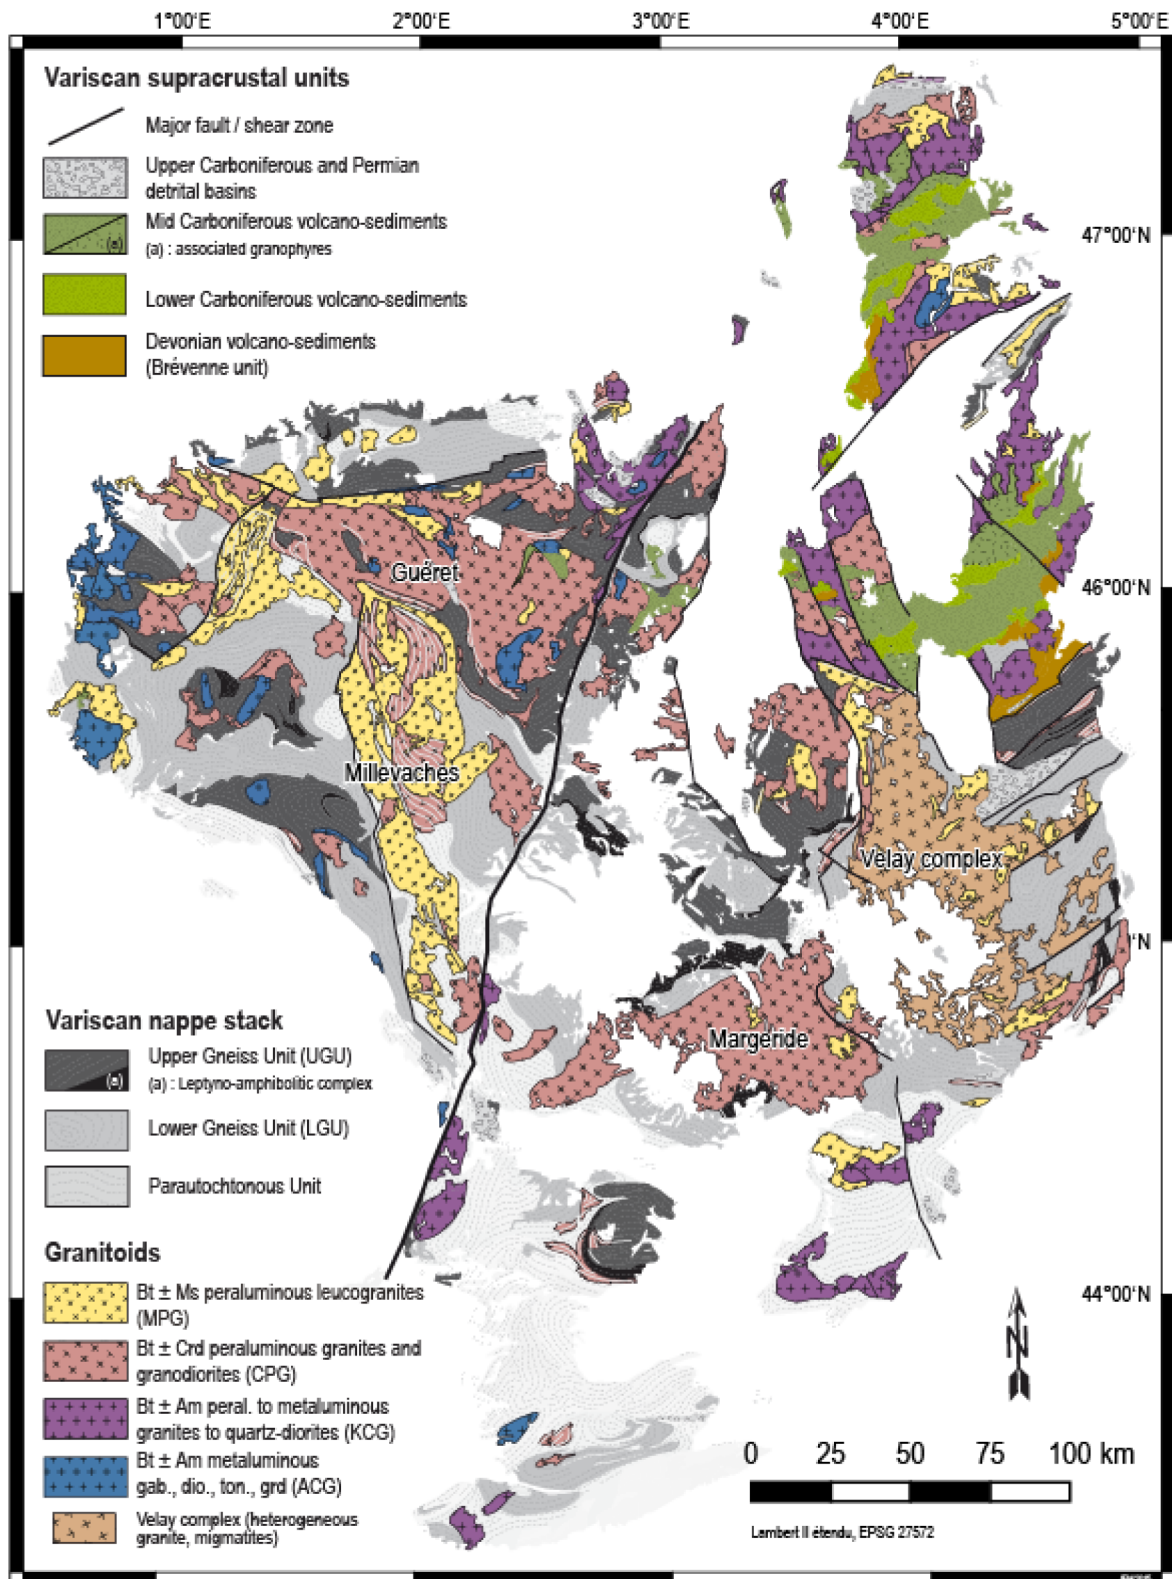 1°00'E 2°00'E 3°00'E 4°00'E 5°00'E
Variscan supracrustal units
Major fault / shear zone
Upper Carboniferous and Permian
detrital basins
Mid Carboniferous volcano-sediments
(a)
(a) : associated granophyres
Lower Carboniferous volcano-sediments
Devonian volcano-sediments
(Brévenne unit)
47°00'N
46°00'N
Guéret
Millevaches
Velay complex
°N
Margeride
44°00'N
Variscan nappe stack
Upper Gneiss Unit (UGU)
(a)
(a) : Leptyno-amphibolitic complex
Lower Gneiss Unit (LGU)
Parautochtonous Unit
Granitoids
Bt ± Ms peraluminous leucogranites
(MPG)
Bt ± Crd peraluminous granites and
granodiorites (CPG)
Bt ± Am peral. to metaluminous
granites to quartz-diorites (KCG)
Bt ± Am metaluminous
gab., dio., ton., grd (ACG)
Velay complex (heterogeneous
granite, migmatites)
N
0 25 50 75 100 km
Lambert II étendu, EPSG 27572